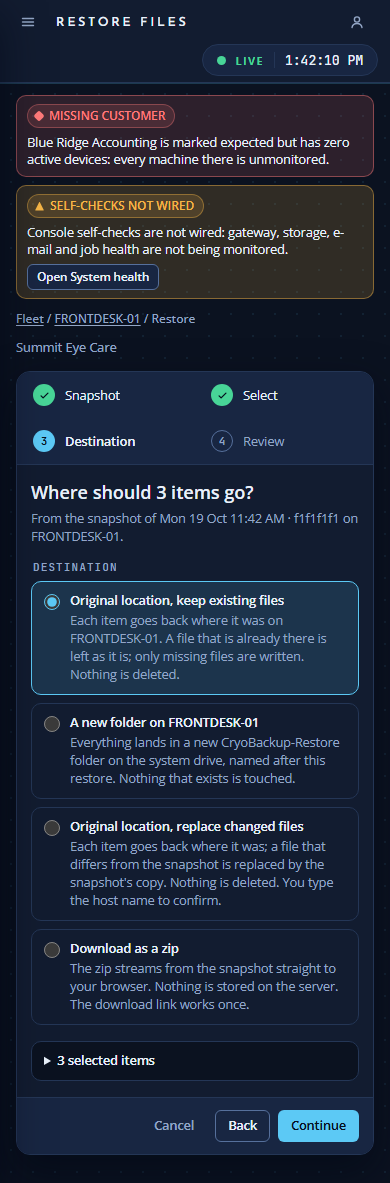 RESTORE FILES
LIVE 1:42:10 PM
MISSING CUSTOMER
Blue Ridge Accounting is marked expected but has zero
active devices: every machine there is unmonitored.
SELF-CHECKS NOT WIRED
Console self-checks are not wired: gateway, storage, e-
mail and job health are not being monitored.
Open System health
Fleet / FRONTDESK-01 / Restore
Summit Eye Care
Snapshot
Select
3 Destination
4 Review
Where should 3 items go?
From the snapshot of Mon 19 Oct 11:42 AM · f1f1f1f1 on
FRONTDESK-01.
DESTINATION
Original location, keep existing files
Each item goes back where it was on
FRONTDESK-01. A file that is already there is
left as it is; only missing files are written.
Nothing is deleted.
A new folder on FRONTDESK-01
Everything lands in a new CryoBackup-Restore
folder on the system drive, named after this
restore. Nothing that exists is touched.
Original location, replace changed files
Each item goes back where it was; a file that
differs from the snapshot is replaced by the
snapshot's copy. Nothing is deleted. You type
the host name to confirm.
Download as a zip
The zip streams from the snapshot straight to
your browser. Nothing is stored on the server.
The download link works once.
3 selected items
Cancel
Back
Continue